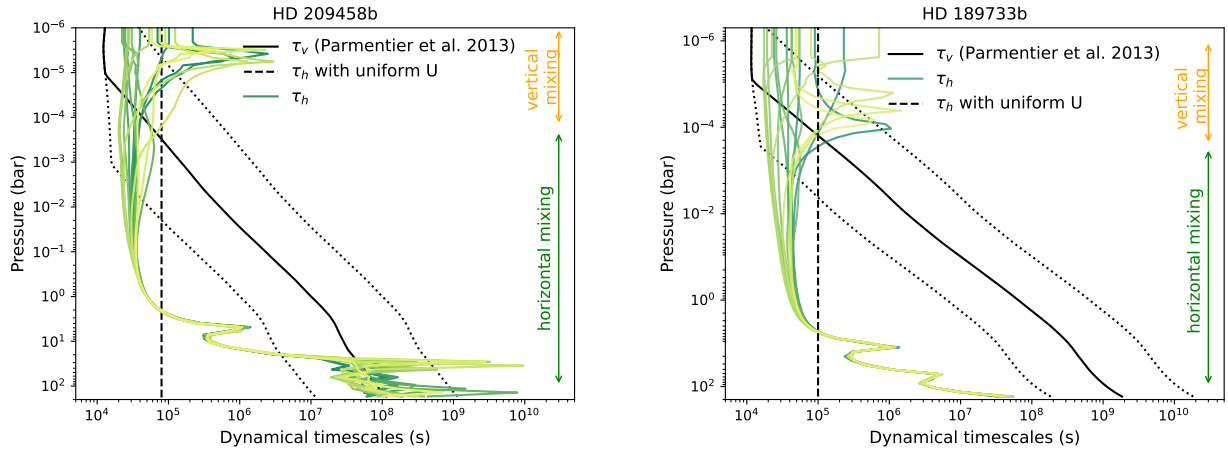 HD 209458b
10⁻⁶
10⁻⁵
10⁻⁴
10⁻³
10⁻²
10⁻¹
10⁰
10¹
10²
Pressure (bar)
τᵥ (Parmentier et al. 2013)
τₕ with uniform U
τₕ
vertical
mixing
horizontal mixing
10⁴ 10⁵ 10⁶ 10⁷ 10⁸ 10⁹ 10¹⁰
Dynamical timescales (s)
HD 189733b
10⁻⁶
10⁻⁴
10⁻²
10⁰
10²
Pressure (bar)
τᵥ (Parmentier et al. 2013)
τₕ
τₕ with uniform U
vertical
mixing
horizontal mixing
10⁴ 10⁵ 10⁶ 10⁷ 10⁸ 10⁹ 10¹⁰
Dynamical timescales (s)